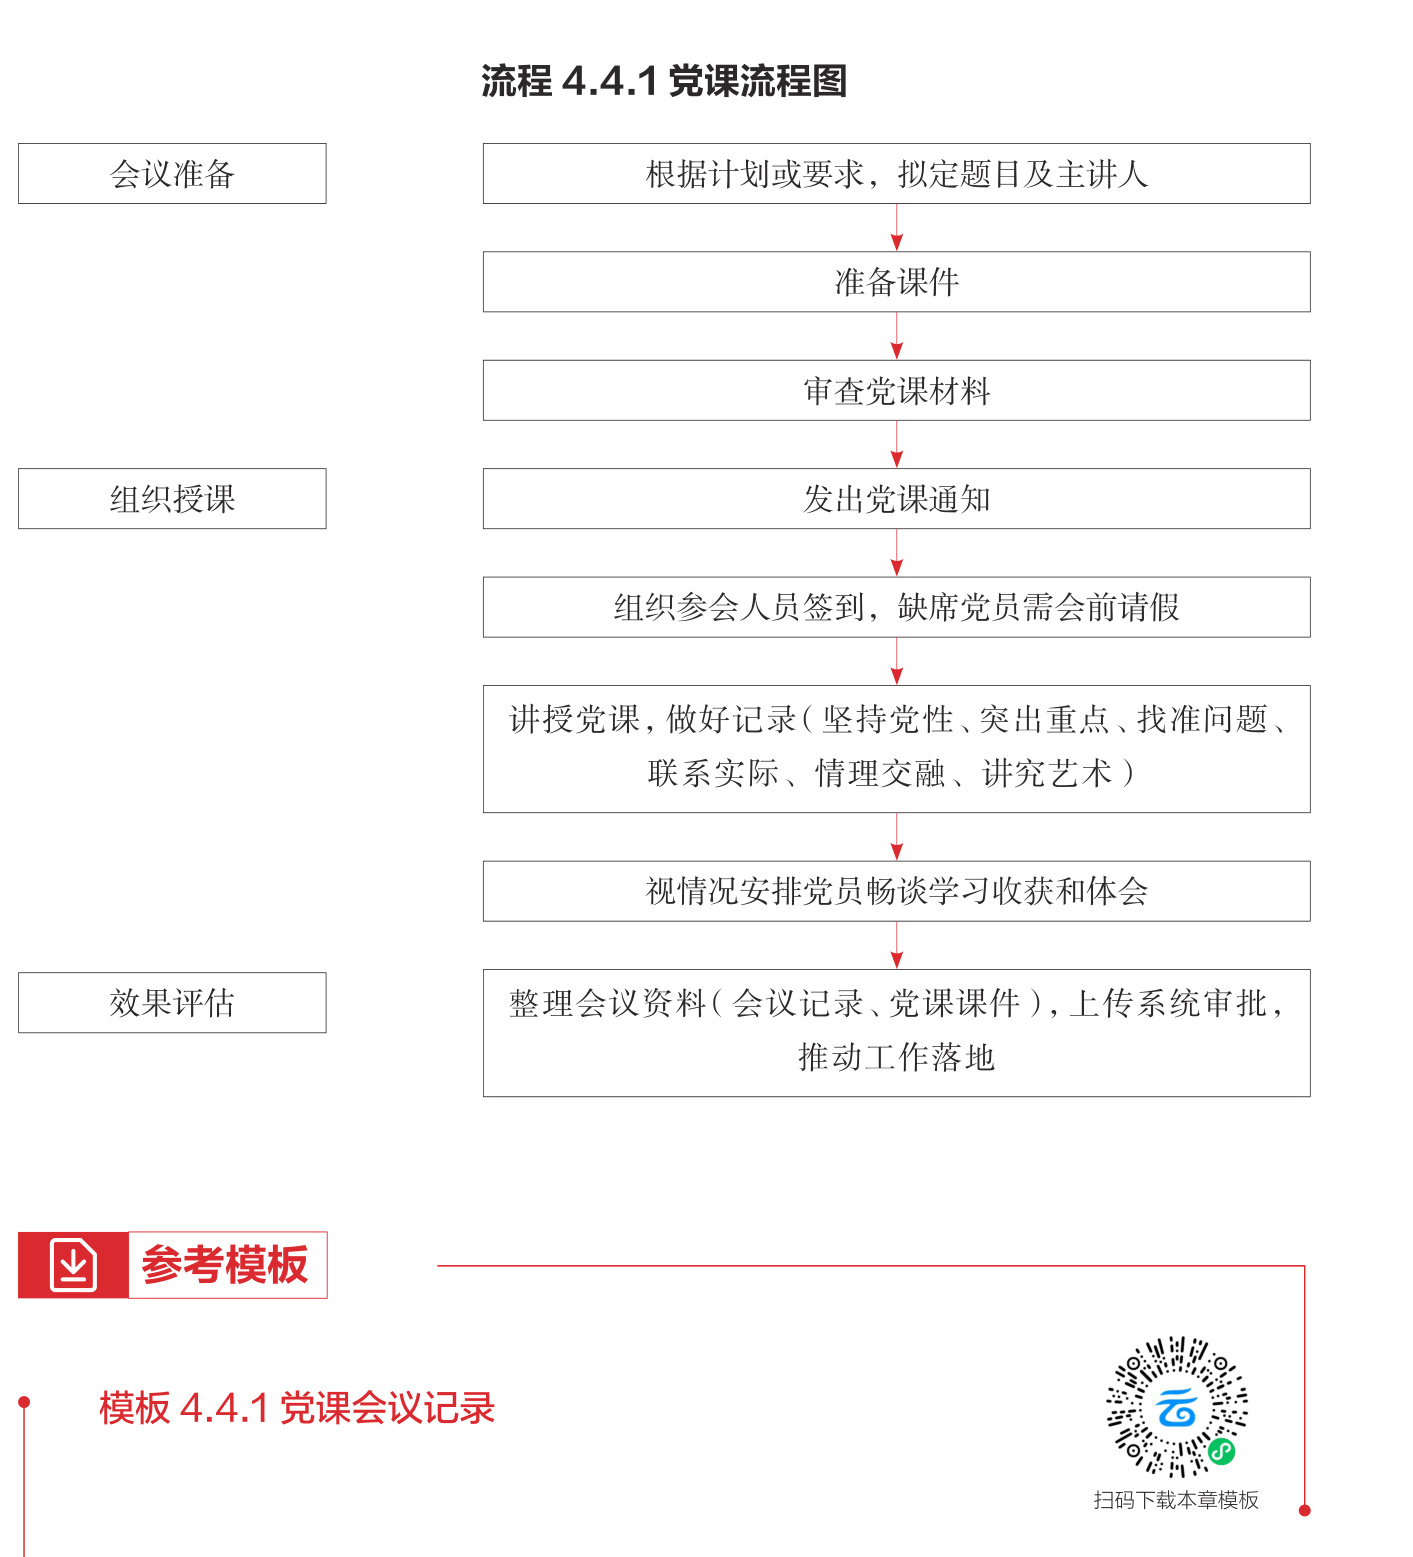 流程 4.4.1 党课流程图
会议准备
根据计划或要求，拟定题目及主讲人
准备课件
审查党课材料
组织授课
发出党课通知
组织参会人员签到，缺席党员需会前请假
讲授党课，做好记录（坚持党性、突出重点、找准问题、
联系实际、情理交融、讲究艺术）
视情况安排党员畅谈学习收获和体会
效果评估
整理会议资料（会议记录、党课课件），上传系统审批，
推动工作落地
参考模板
模板 4.4.1 党课会议记录
扫码下载本章模板